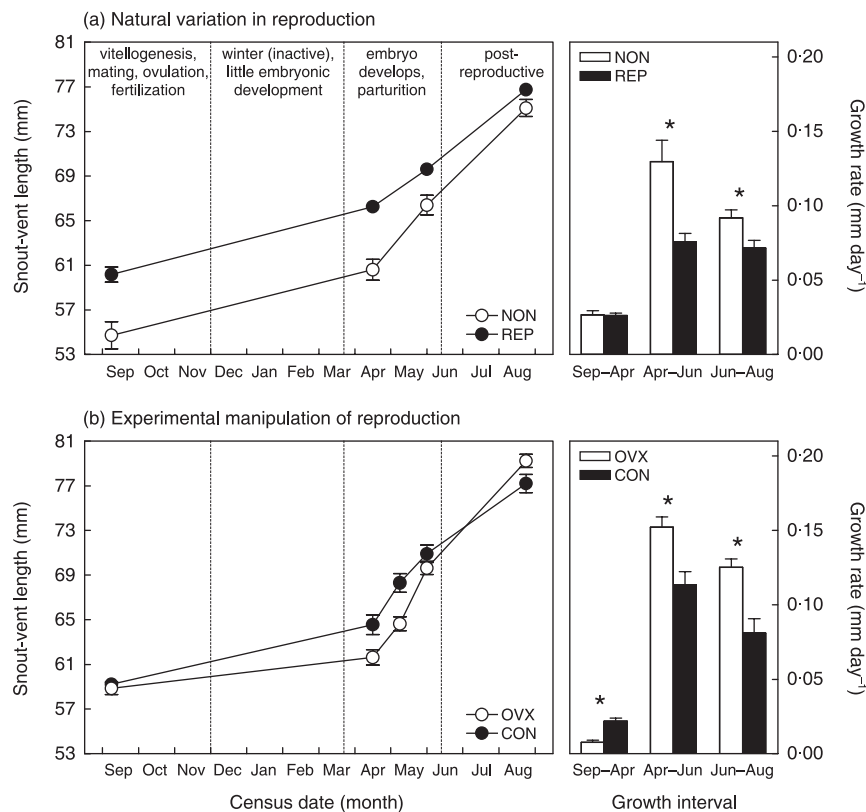 (a) Natural variation in reproduction
81
77
73
69
65
61
57
53
Snout-vent length (mm)
vitellogenesis,
mating, ovulation,
fertilization
winter (inactive),
little embryonic
development
embryo
develops,
parturition
post-
reproductive
NON
REP
Sep Oct Nov Dec Jan Feb Mar Apr May Jun Jul Aug
NON
REP
*
*
0·20
0·15
0·10
0·05
0·00
Growth rate (mm day⁻¹)
Sep–Apr Apr–Jun Jun–Aug
(b) Experimental manipulation of reproduction
81
77
73
69
65
61
57
53
Snout-vent length (mm)
OVX
CON
Sep Oct Nov Dec Jan Feb Mar Apr May Jun Jul Aug
Census date (month)
OVX
CON
*
*
*
0·20
0·15
0·10
0·05
0·00
Growth rate (mm day⁻¹)
Sep–Apr Apr–Jun Jun–Aug
Growth interval